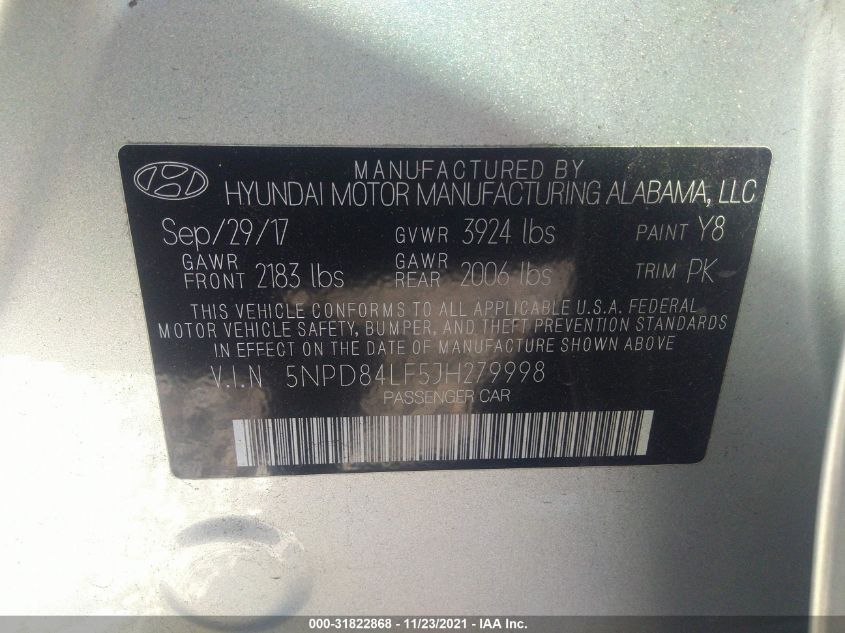 MANUFACTURED BY
HYUNDAI MOTOR MANUFACTURING ALABAMA, LLC
Sep/29/17 GVWR 3924 lbs PAINT Y8
GAWR FRONT 2183 lbs GAWR REAR 2006 lbs TRIM PK
THIS VEHICLE CONFORMS TO ALL APPLICABLE U.S.A. FEDERAL
MOTOR VEHICLE SAFETY, BUMPER, AND THEFT PREVENTION STANDARDS
IN EFFECT ON THE DATE OF MANUFACTURE SHOWN ABOVE.
V.I.N 5NPD84LF5JH279998
PASSENGER CAR
000-31822868 - 11/23/2021 - IAA Inc.